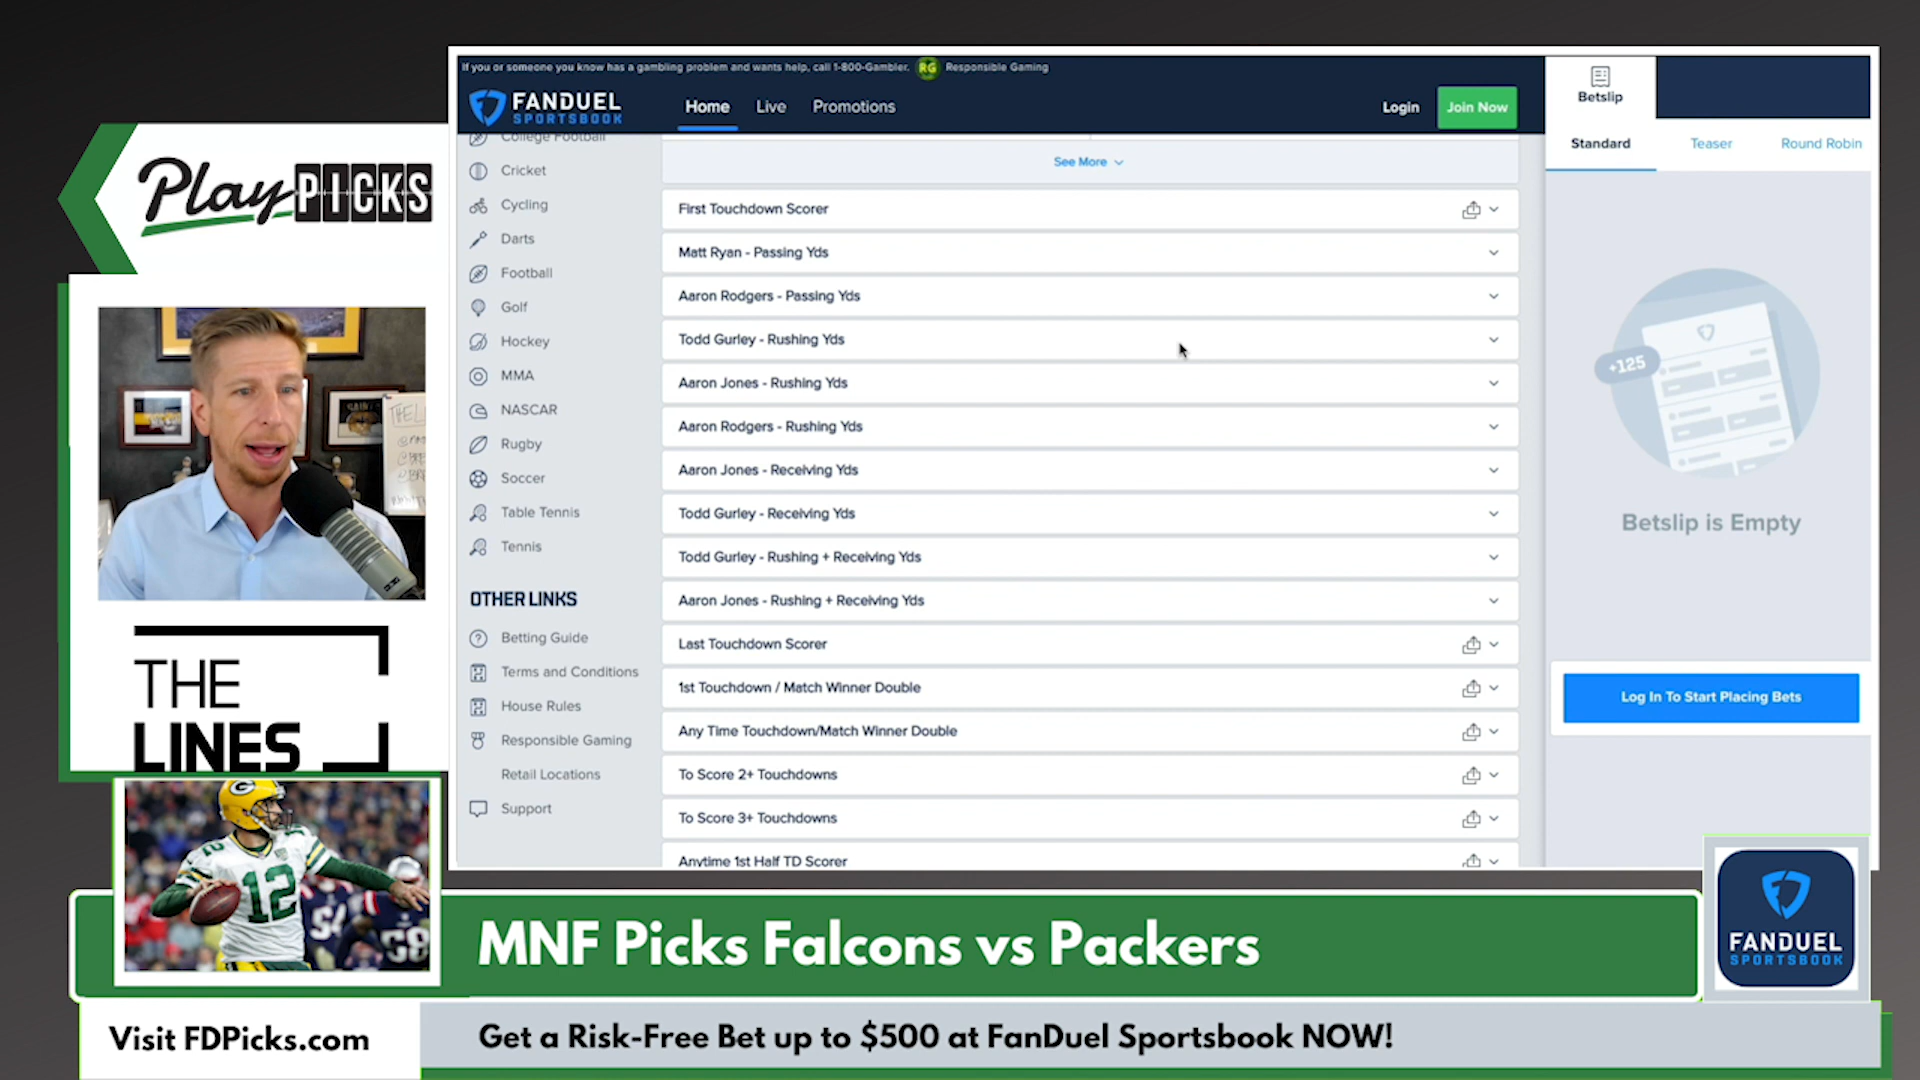 If you or someone you know has a gambling problem and wants help, call 1-800-Gambler. RG Responsible Gaming
FANDUEL
SPORTSBOOK
Home
Live
Promotions
Login
Join Now
Betslip
Standard
Teaser
Round Robin
PlayPICKS
College Football
Cricket
Cycling
Darts
Football
Golf
Hockey
MMA
NASCAR
Rugby
Soccer
Table Tennis
Tennis
OTHER LINKS
Betting Guide
Terms and Conditions
House Rules
Responsible Gaming
Retail Locations
Support
See More
First Touchdown Scorer
Matt Ryan - Passing Yds
Aaron Rodgers - Passing Yds
Todd Gurley - Rushing Yds
Aaron Jones - Rushing Yds
Aaron Rodgers - Rushing Yds
Aaron Jones - Receiving Yds
Todd Gurley - Receiving Yds
Todd Gurley - Rushing + Receiving Yds
Aaron Jones - Rushing + Receiving Yds
Last Touchdown Scorer
1st Touchdown / Match Winner Double
Any Time Touchdown/Match Winner Double
To Score 2+ Touchdowns
To Score 3+ Touchdowns
Anytime 1st Half TD Scorer
+125
Betslip is Empty
Log In To Start Placing Bets
THE
LINES
G
12
12
MNF Picks Falcons vs Packers
FANDUEL
SPORTSBOOK
Visit FDPicks.com
Get a Risk-Free Bet up to $500 at FanDuel Sportsbook NOW!